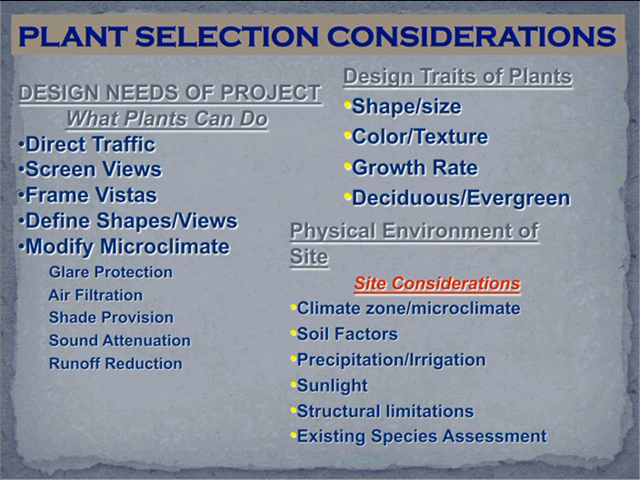 PLANT SELECTION CONSIDERATIONS
DESIGN NEEDS OF PROJECT
What Plants Can Do
•Direct Traffic
•Screen Views
•Frame Vistas
•Define Shapes/Views
•Modify Microclimate
Glare Protection
Air Filtration
Shade Provision
Sound Attenuation
Runoff Reduction
Design Traits of Plants
•Shape/size
•Color/Texture
•Growth Rate
•Deciduous/Evergreen
Physical Environment of
Site
Site Considerations
•Climate zone/microclimate
•Soil Factors
•Precipitation/Irrigation
•Sunlight
•Structural limitations
•Existing Species Assessment